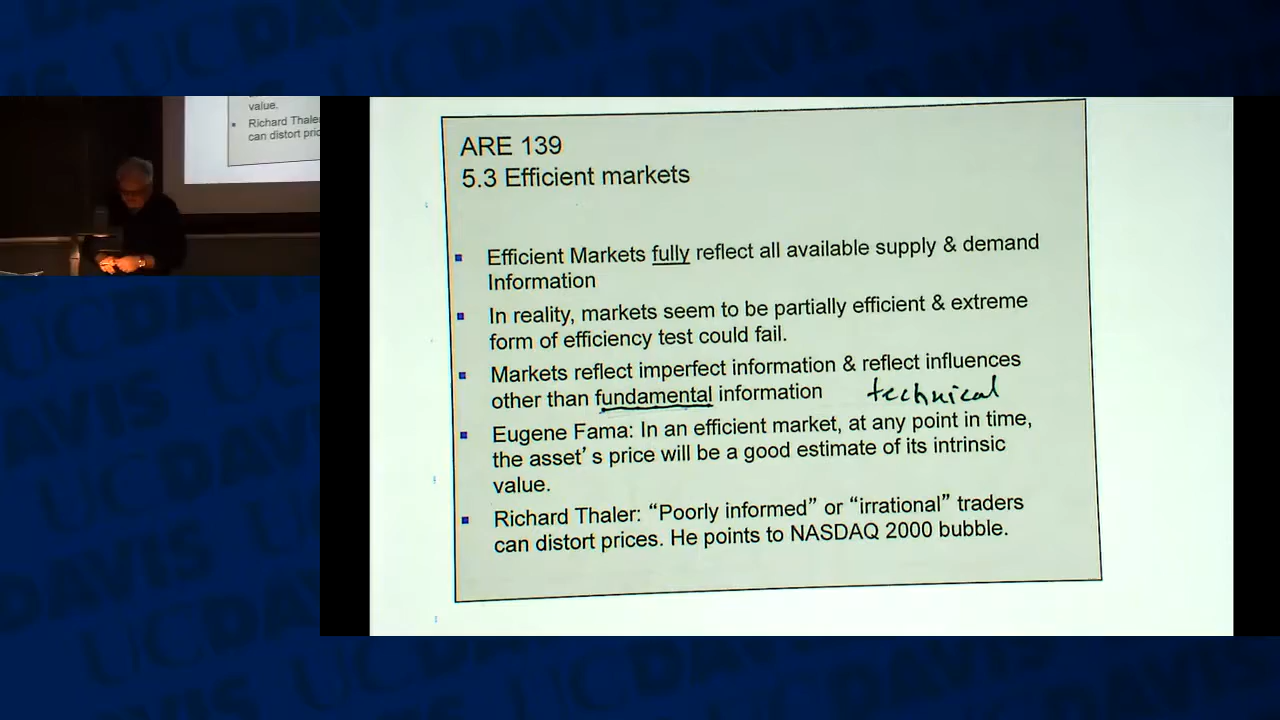 value.
Richard Thaler
can distort pric
ARE 139
5.3 Efficient markets
▪ Efficient Markets fully reflect all available supply & demand
Information
▪ In reality, markets seem to be partially efficient & extreme
form of efficiency test could fail.
▪ Markets reflect imperfect information & reflect influences
other than fundamental information technical
▪ Eugene Fama: In an efficient market, at any point in time,
the asset's price will be a good estimate of its intrinsic
value.
▪ Richard Thaler: “Poorly informed” or “irrational” traders
can distort prices. He points to NASDAQ 2000 bubble.
UC DAVIS